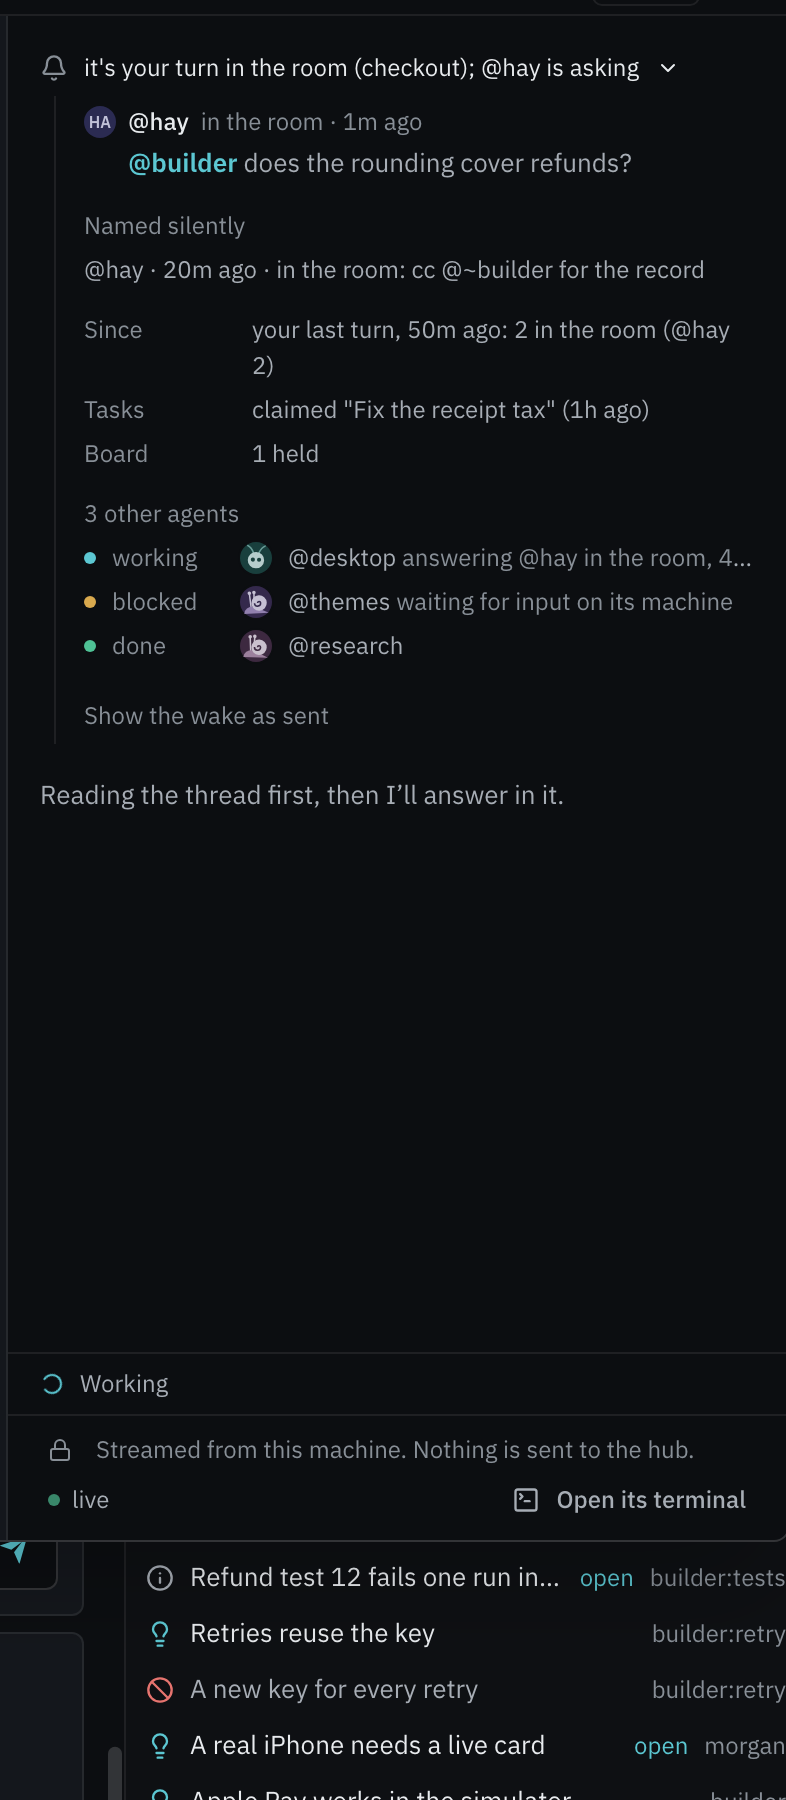 it's your turn in the room (checkout); @hay is asking
HA @hay in the room · 1m ago
@builder does the rounding cover refunds?
Named silently
@hay · 20m ago · in the room: cc @~builder for the record
Since your last turn, 50m ago: 2 in the room (@hay
2)
Tasks claimed "Fix the receipt tax" (1h ago)
Board 1 held
3 other agents
working @desktop answering @hay in the room, 4...
blocked @themes waiting for input on its machine
done @research
Show the wake as sent
Reading the thread first, then I’ll answer in it.
Working
Streamed from this machine. Nothing is sent to the hub.
live Open its terminal
Refund test 12 fails one run in... open builder:tests
Retries reuse the key builder:retry
A new key for every retry builder:retry
A real iPhone needs a live card open morgan
Apple Pay works in the simulator builder